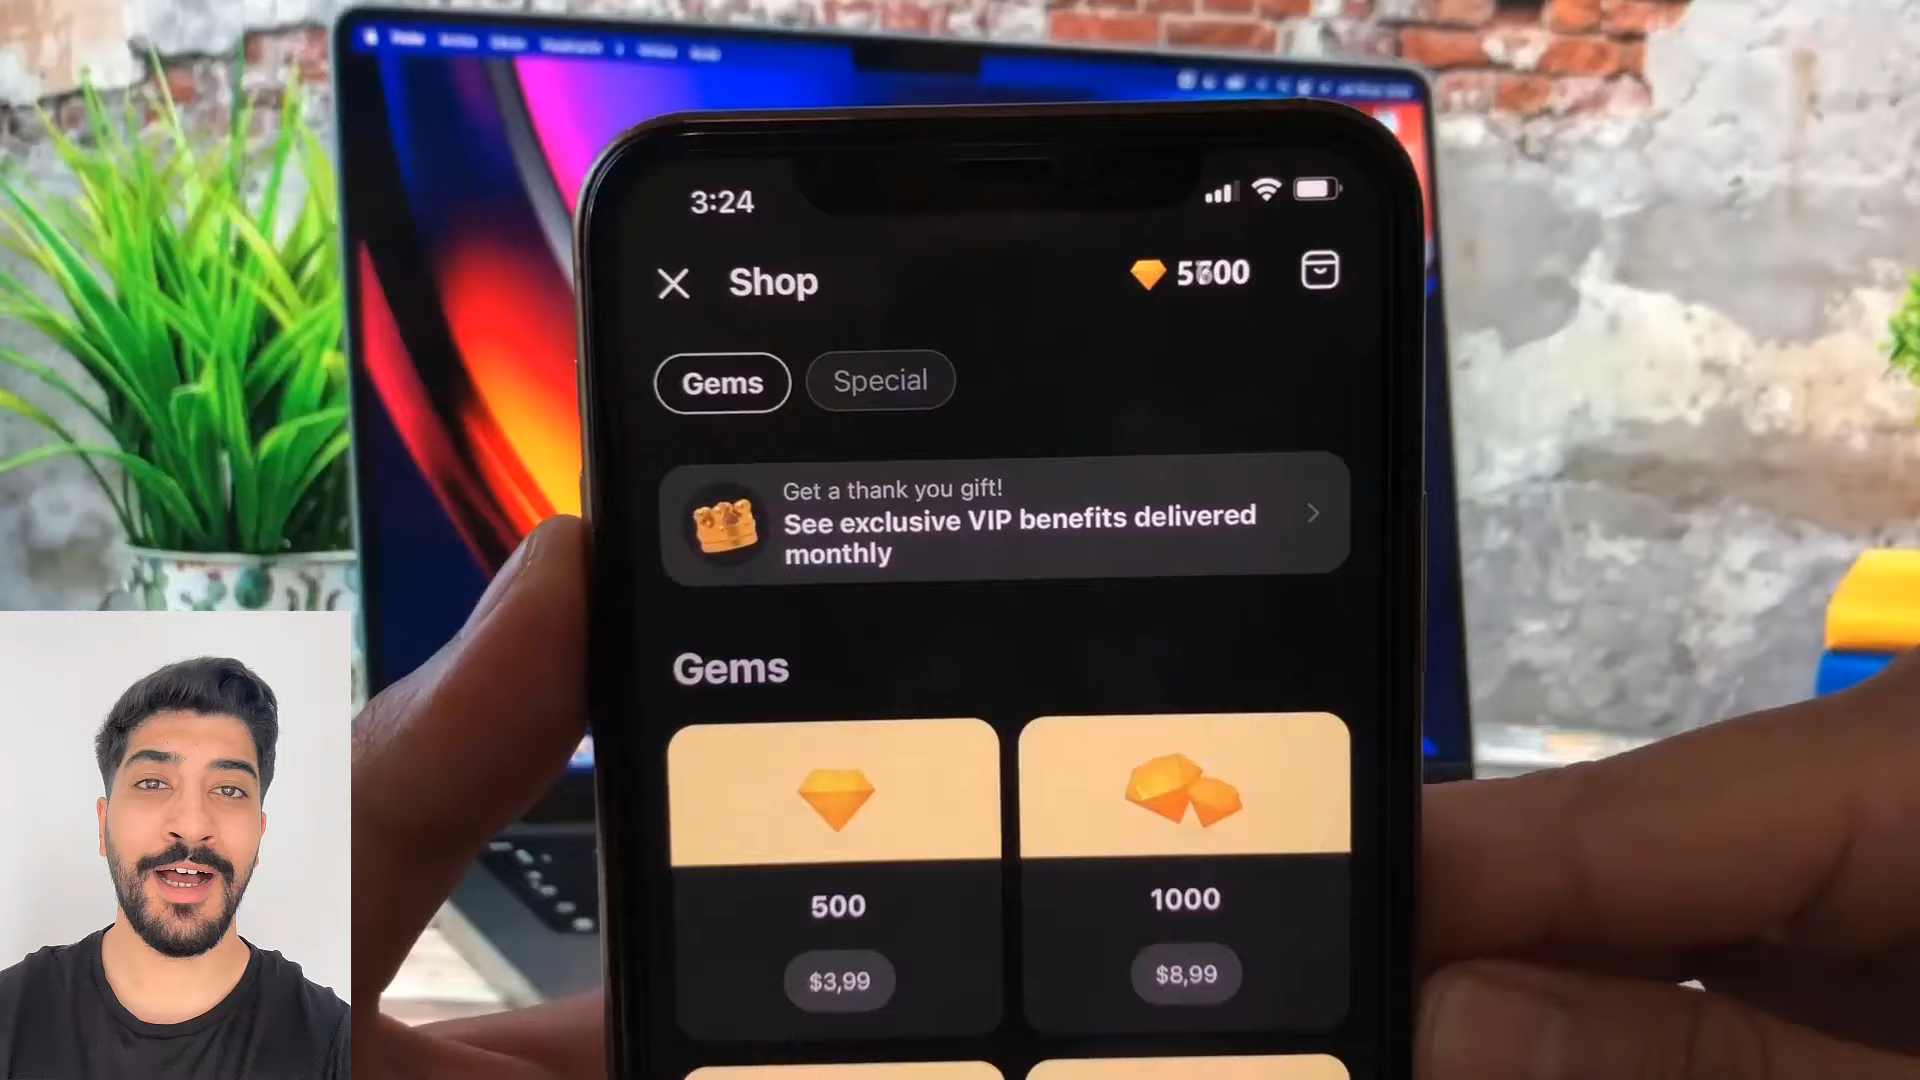 3:24
Shop
Gems
Special
Get a thank you gift!
See exclusive VIP benefits delivered
monthly
Gems
500
1000
$3,99
$8,99